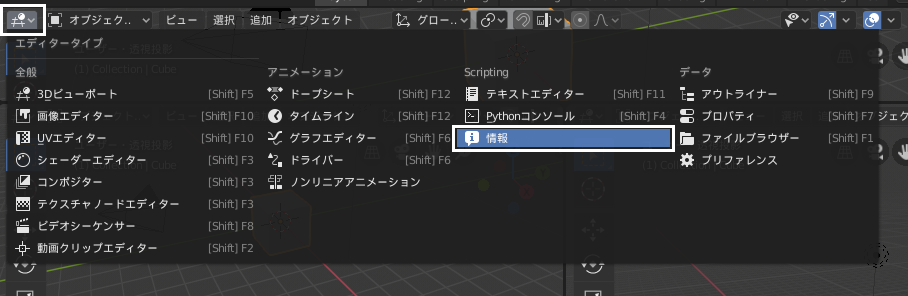 オブジェク.. ビュー 選択 追加 オブジェクト グロー..
エディタータイプ
全般
3Dビューポート [Shift] F5
画像エディター [Shift] F10
UVエディター [Shift] F10
シェーダーエディター [Shift] F3
コンポジター [Shift] F3
テクスチャノードエディター [Shift] F3
ビデオシーケンサー [Shift] F8
動画クリップエディター [Shift] F2
アニメーション
ドープシート [Shift] F12
タイムライン [Shift] F12
グラフエディター [Shift] F6
ドライバー [Shift] F6
ノンリニアアニメーション
Scripting
テキストエディター [Shift] F11
Pythonコンソール [Shift] F4
情報
データ
アウトライナー [Shift] F9
プロパティ [Shift] F7
ファイルブラウザー [Shift] F1
プリファレンス
ジェク
(1) Collection | Cube